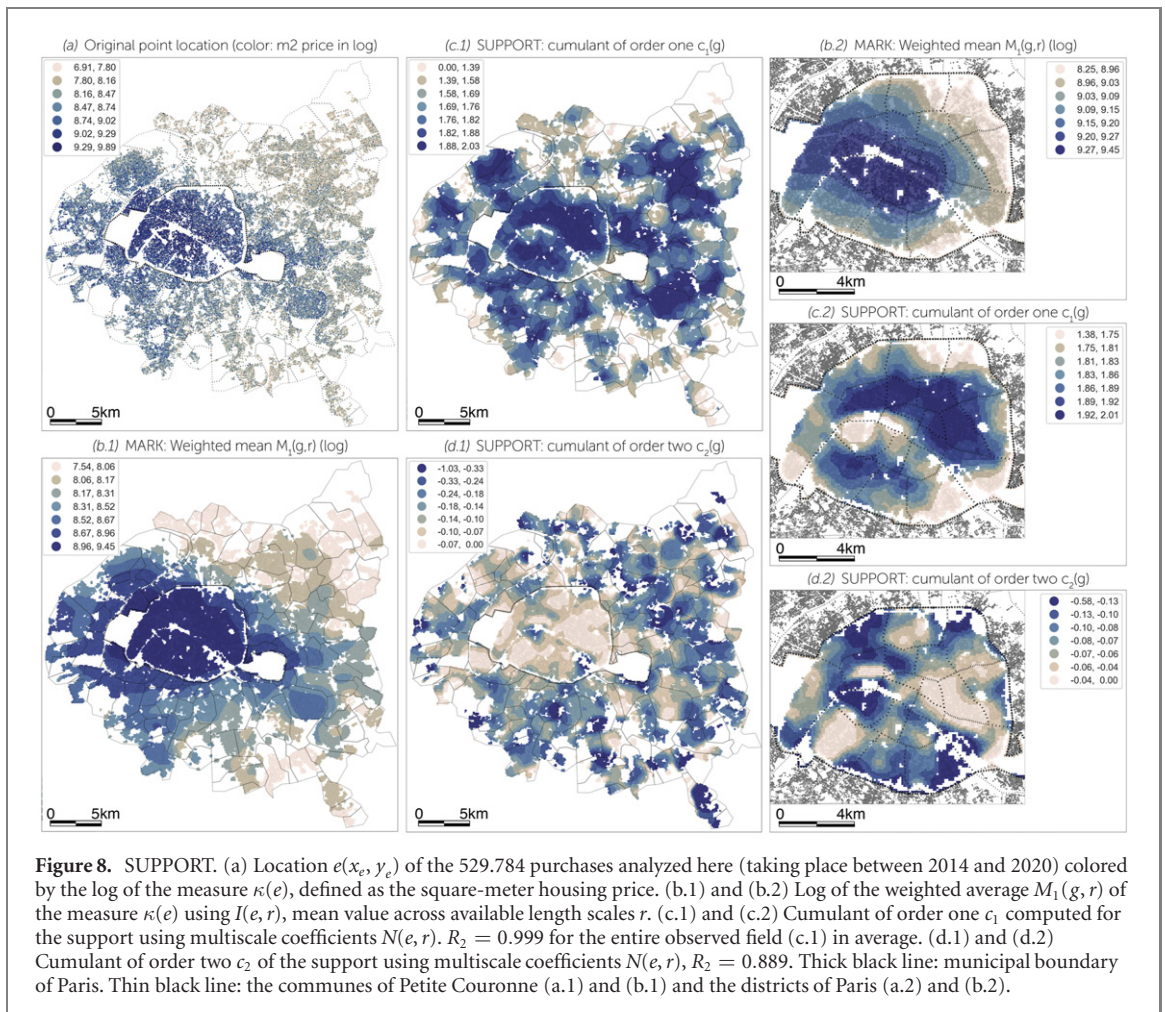 (a) Original point location (color: m2 price in log)
6.91, 7.80
7.80, 8.16
8.16, 8.47
8.47, 8.74
8.74, 9.02
9.02, 9.29
9.29, 9.89
0 5km
(c.1) SUPPORT: cumulant of order one c₁(g)
0.00, 1.39
1.39, 1.58
1.58, 1.69
1.69, 1.76
1.76, 1.82
1.82, 1.88
1.88, 2.03
0 5km
(b.2) MARK: Weighted mean M₁(g,r) (log)
8.25, 8.96
8.96, 9.03
9.03, 9.09
9.09, 9.15
9.15, 9.20
9.20, 9.27
9.27, 9.45
0 4km
(c.2) SUPPORT: cumulant of order one c₁(g)
1.38, 1.75
1.75, 1.81
1.81, 1.83
1.83, 1.86
1.86, 1.89
1.89, 1.92
1.92, 2.01
0 4km
(b.1) MARK: Weighted mean M₁(g,r) (log)
7.54, 8.06
8.06, 8.17
8.17, 8.31
8.31, 8.52
8.52, 8.67
8.67, 8.96
8.96, 9.45
0 5km
(d.1) SUPPORT: cumulant of order two c₂(g)
-1.03, -0.33
-0.33, -0.24
-0.24, -0.18
-0.18, -0.14
-0.14, -0.10
-0.10, -0.07
-0.07, 0.00
0 5km
(d.2) SUPPORT: cumulant of order two c₂(g)
-0.58, -0.13
-0.13, -0.10
-0.10, -0.08
-0.08, -0.07
-0.07, -0.06
-0.06, -0.04
-0.04, 0.00
0 4km
Figure 8. SUPPORT. (a) Location e(xₑ, yₑ) of the 529.784 purchases analyzed here (taking place between 2014 and 2020) colored
by the log of the measure κ(e), defined as the square-meter housing price. (b.1) and (b.2) Log of the weighted average M₁(g, r) of
the measure κ(e) using I(e, r), mean value across available length scales r. (c.1) and (c.2) Cumulant of order one c₁ computed for
the support using multiscale coefficients N(e, r). R₂ = 0.999 for the entire observed field (c.1) in average. (d.1) and (d.2)
Cumulant of order two c₂ of the support using multiscale coefficients N(e, r), R₂ = 0.889. Thick black line: municipal boundary
of Paris. Thin black line: the communes of Petite Couronne (a.1) and (b.1) and the districts of Paris (a.2) and (b.2).